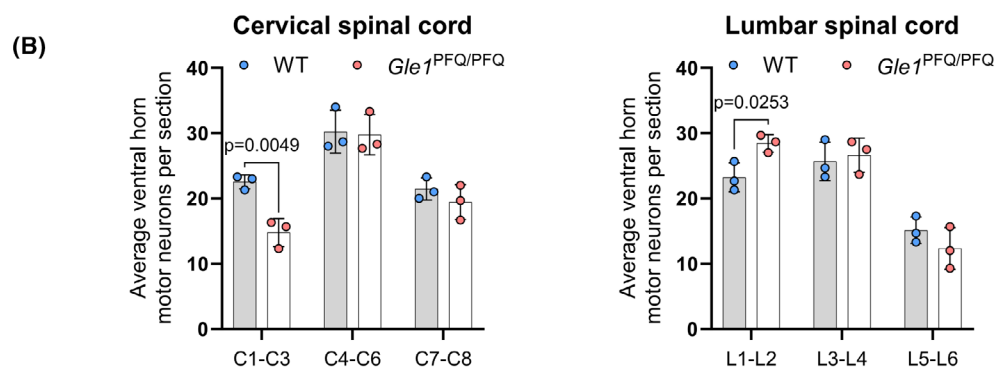 (B)
Cervical spinal cord
WT
Gle1PFQ/PFQ
Average ventral horn
motor neurons per section
40
30
20
10
0
p=0.0049
C1-C3
C4-C6
C7-C8
Lumbar spinal cord
WT
Gle1PFQ/PFQ
Average ventral horn
motor neurons per section
40
30
20
10
0
p=0.0253
L1-L2
L3-L4
L5-L6